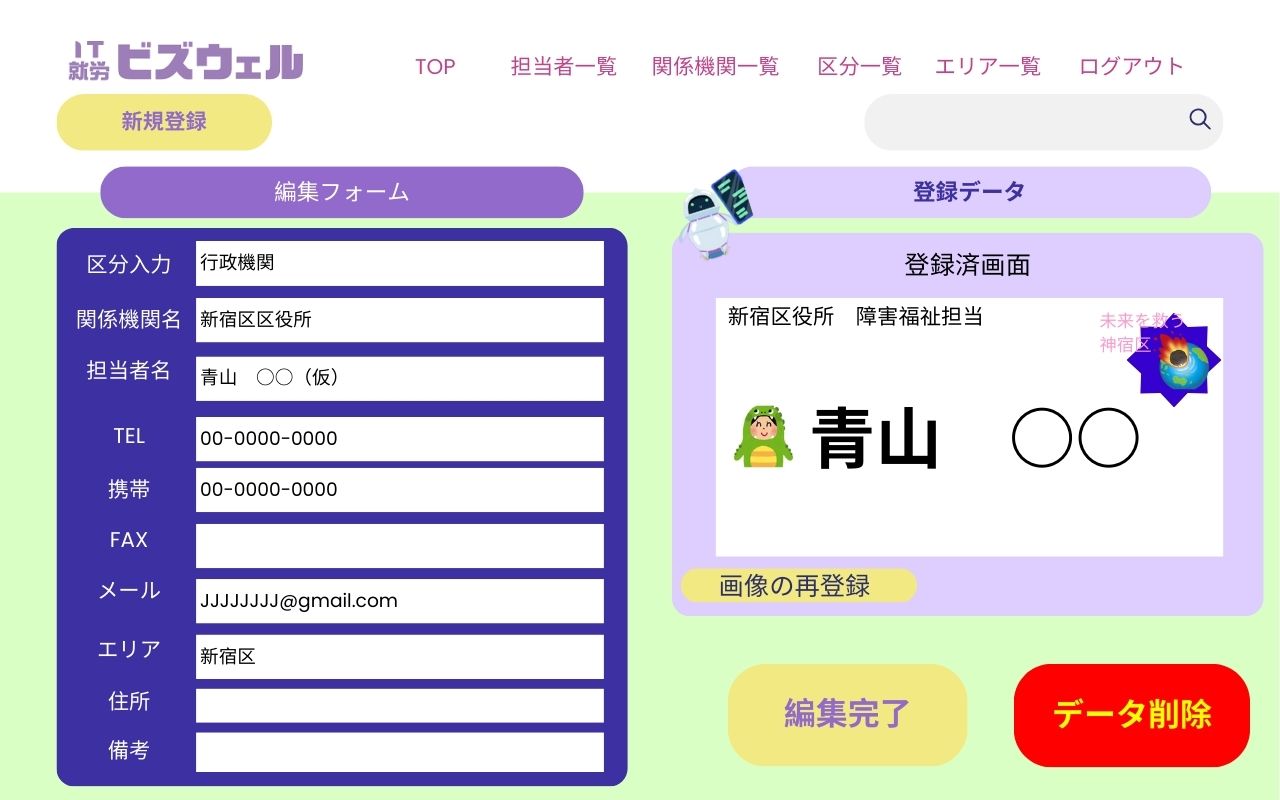 IT
就労
ビズウェル
TOP 担当者一覧 関係機関一覧 区分一覧 エリア一覧 ログアウト
新規登録
編集フォーム
区分入力 行政機関
関係機関名 新宿区区役所
担当者名 青山　〇〇（仮）
TEL 00-0000-0000
携帯 00-0000-0000
FAX
メール JJJJJJJJ@gmail.com
エリア 新宿区
住所
備考
登録データ
登録済画面
新宿区役所　障害福祉担当
未来を救う
神宿区
青山　〇〇
画像の再登録
編集完了
データ削除